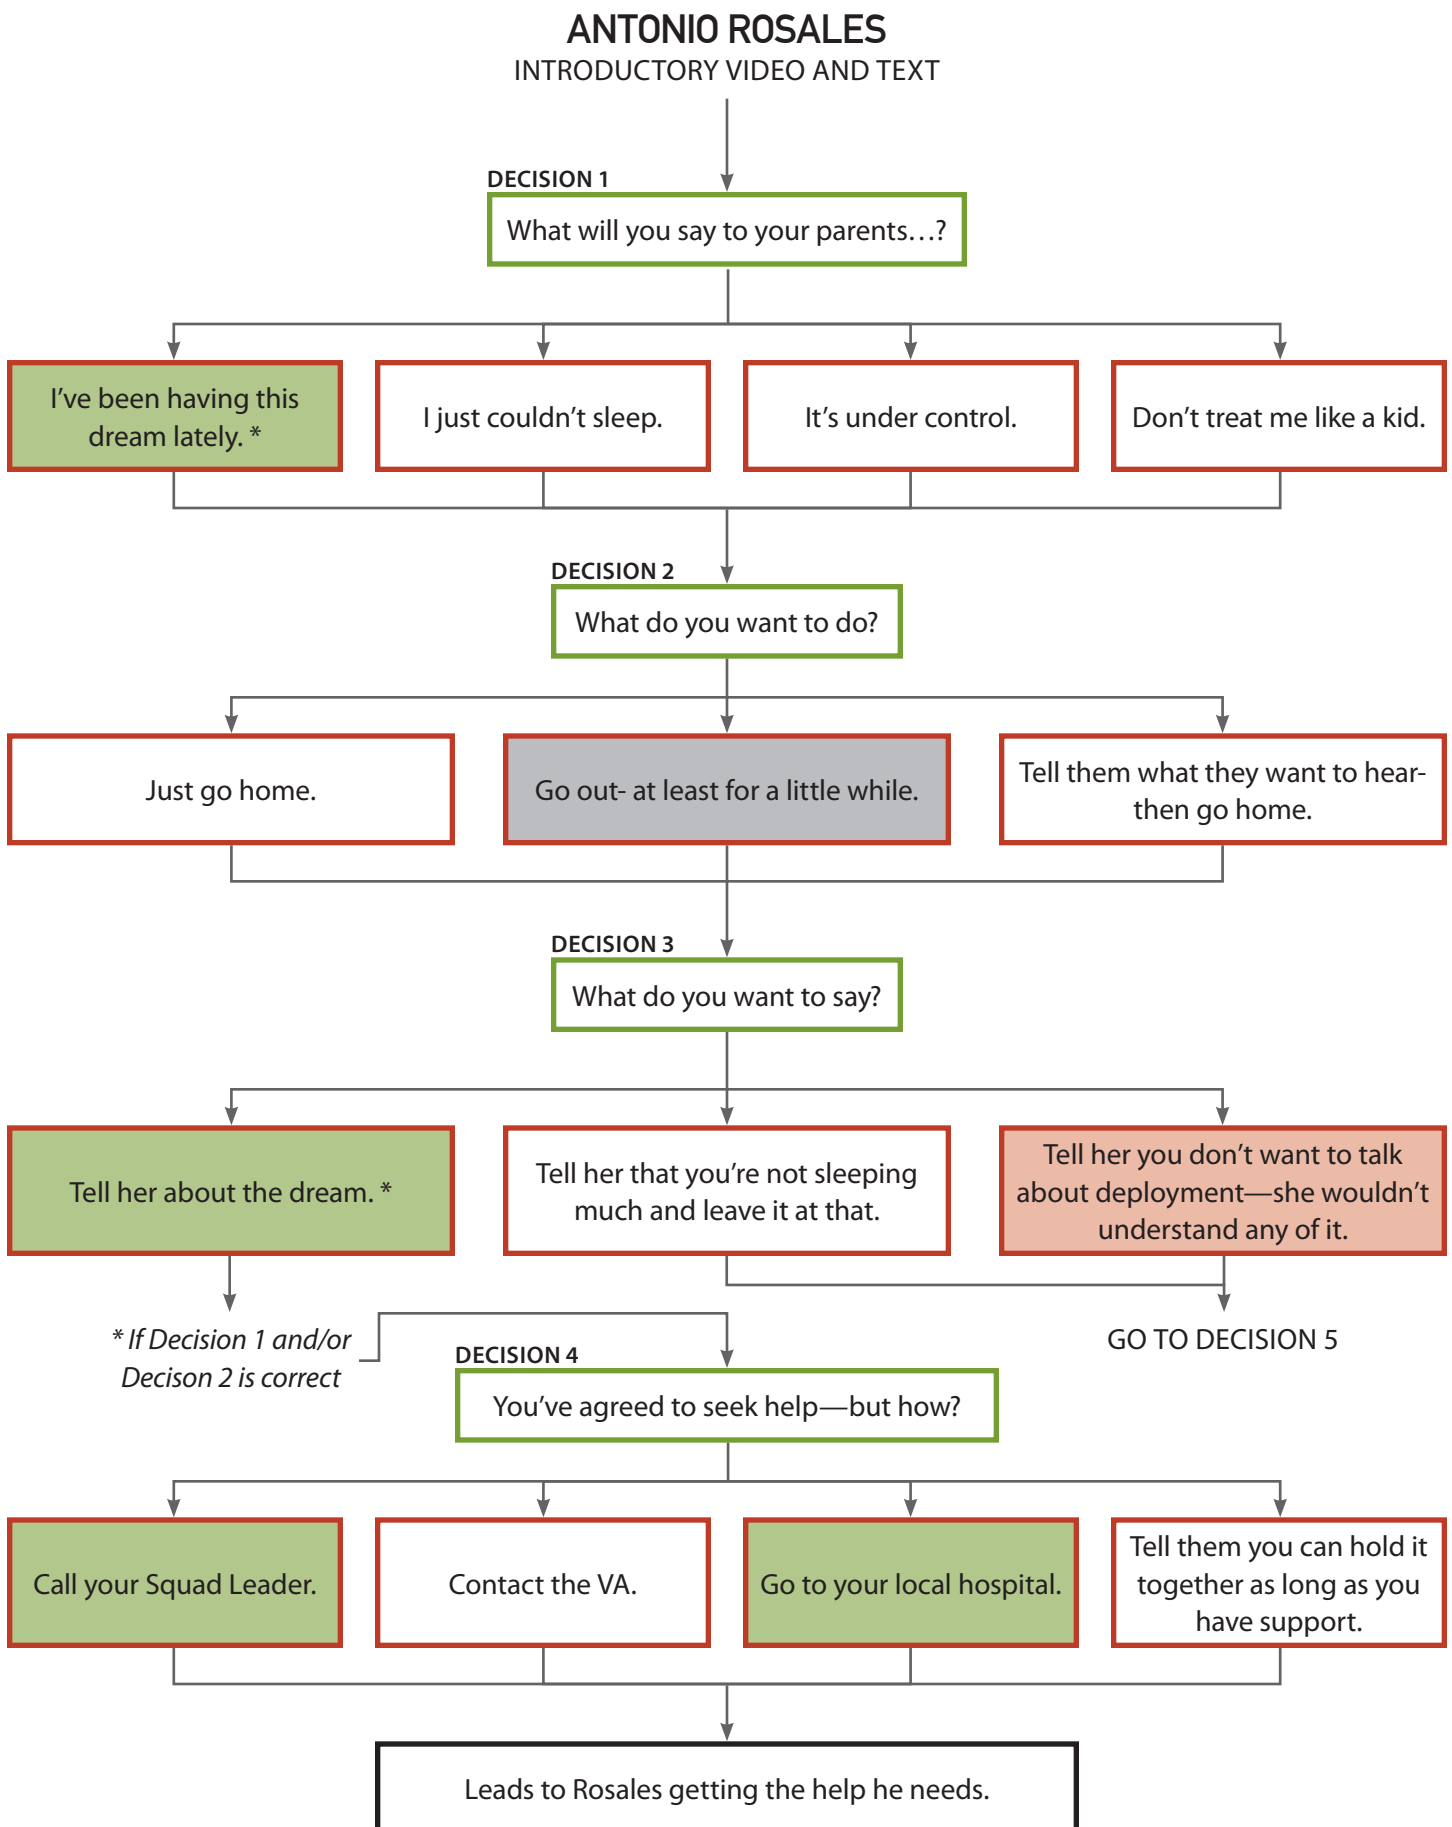 ANTONIO ROSALES
INTRODUCTORY VIDEO AND TEXT
DECISION 1
What will you say to your parents…?
I've been having this
dream lately. *
I just couldn't sleep.
It's under control.
Don't treat me like a kid.
DECISION 2
What do you want to do?
Just go home.
Go out- at least for a little while.
Tell them what they want to hear-
then go home.
DECISION 3
What do you want to say?
Tell her about the dream. *
Tell her that you're not sleeping
much and leave it at that.
Tell her you don't want to talk
about deployment—she wouldn't
understand any of it.
* If Decision 1 and/or
Decison 2 is correct
GO TO DECISION 5
DECISION 4
You've agreed to seek help—but how?
Call your Squad Leader.
Contact the VA.
Go to your local hospital.
Tell them you can hold it
together as long as you
have support.
Leads to Rosales getting the help he needs.